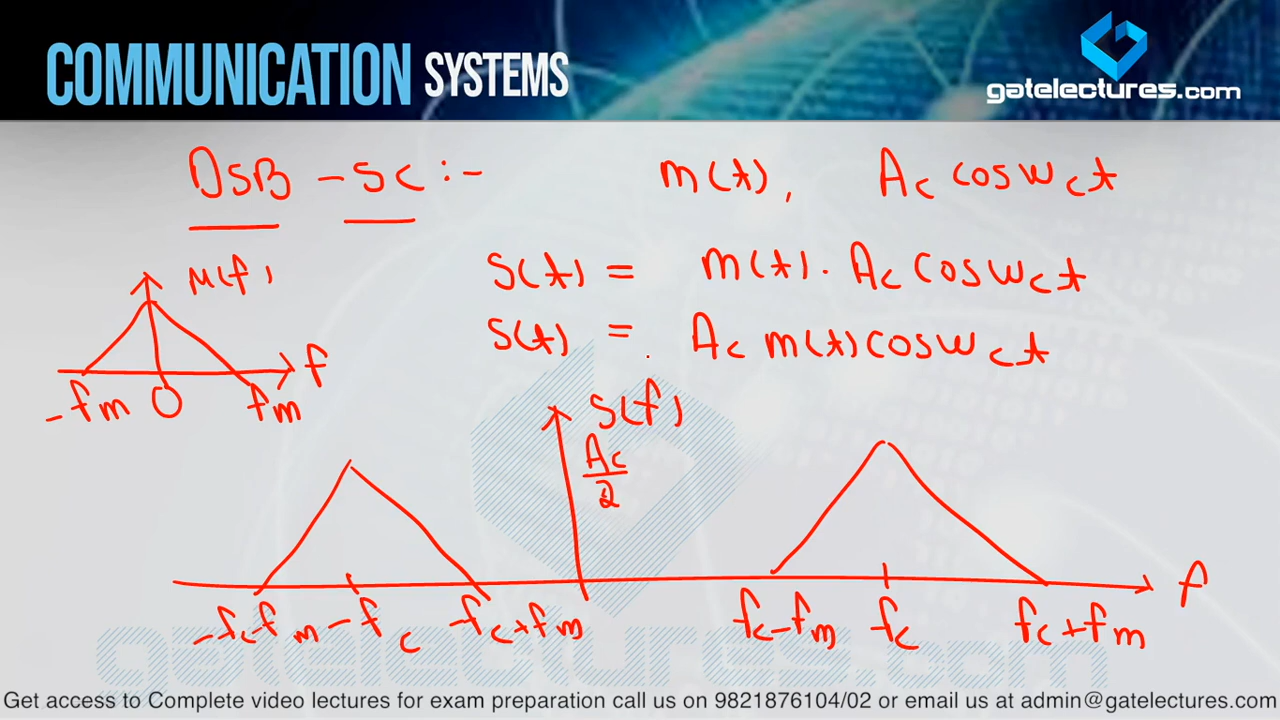 COMMUNICATION SYSTEMS
gatelectures.com
DSB - SC :-
m(t), Ac cos wct
M(f)
s(t) = m(t) . Ac cos wct
s(t) = Ac m(t) cos wct
f
-fm 0 fm
S(f)
Ac/2
f
-fc-fm -fc -fc+fm fc-fm fc fc+fm
gatelectures.com
Get access to Complete video lectures for exam preparation call us on 9821876104/02 or email us at admin@gatelectures.com